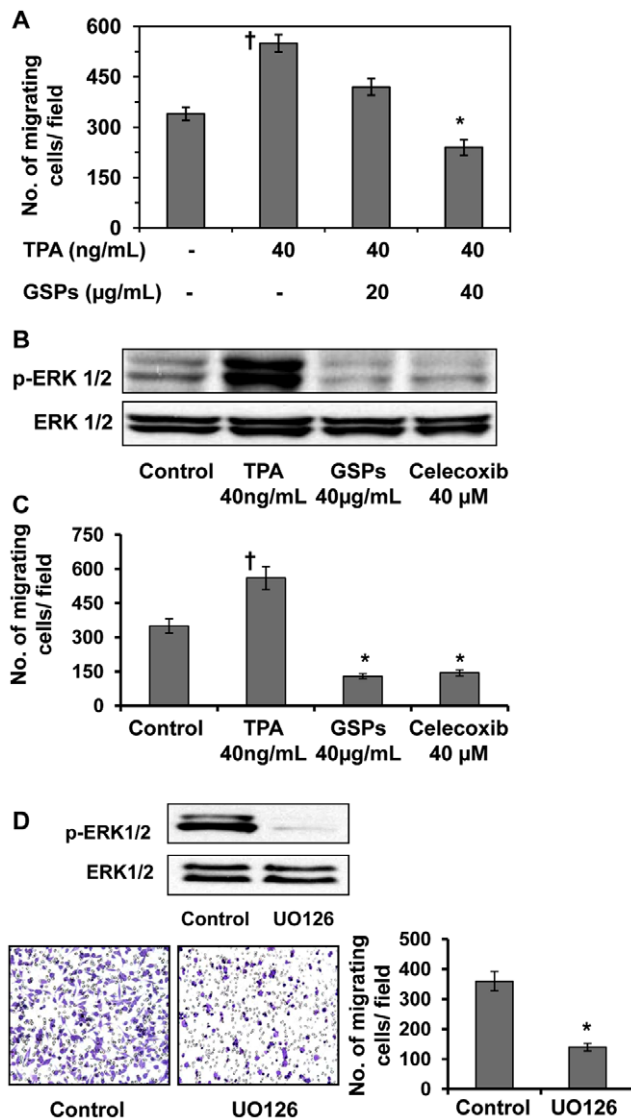 A
No. of migrating
cells/ field
600
450
300
150
0
†
*
TPA (ng/mL) - 40 40 40
GSPs (µg/mL) - - 20 40
B
p-ERK 1/2
ERK 1/2
Control TPA GSPs Celecoxib
40ng/mL 40µg/mL 40 µM
C
No. of migrating
cells/ field
750
600
450
300
150
0
†
* *
Control TPA GSPs Celecoxib
40ng/mL 40µg/mL 40 µM
D
p-ERK1/2
ERK1/2
Control UO126
Control UO126
No. of migrating
cells/ field
500
400
300
200
100
0
*
Control UO126